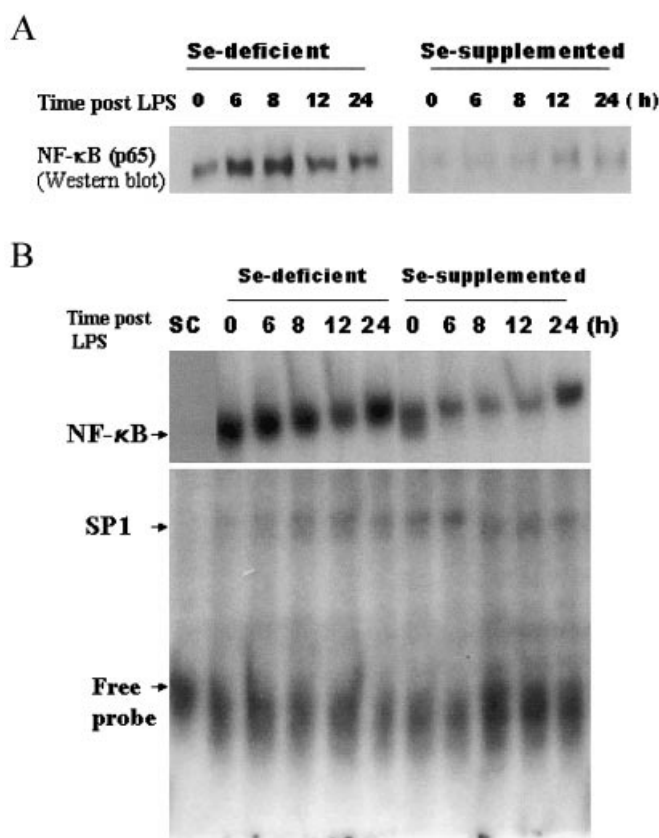 A
Se-deficient Se-supplemented
Time post LPS 0 6 8 12 24 0 6 8 12 24 (h)
NF-κB (p65)
(Western blot)
B
Se-deficient Se-supplemented
Time post LPS SC 0 6 8 12 24 0 6 8 12 24 (h)
NF-κB
SP1
Free
probe